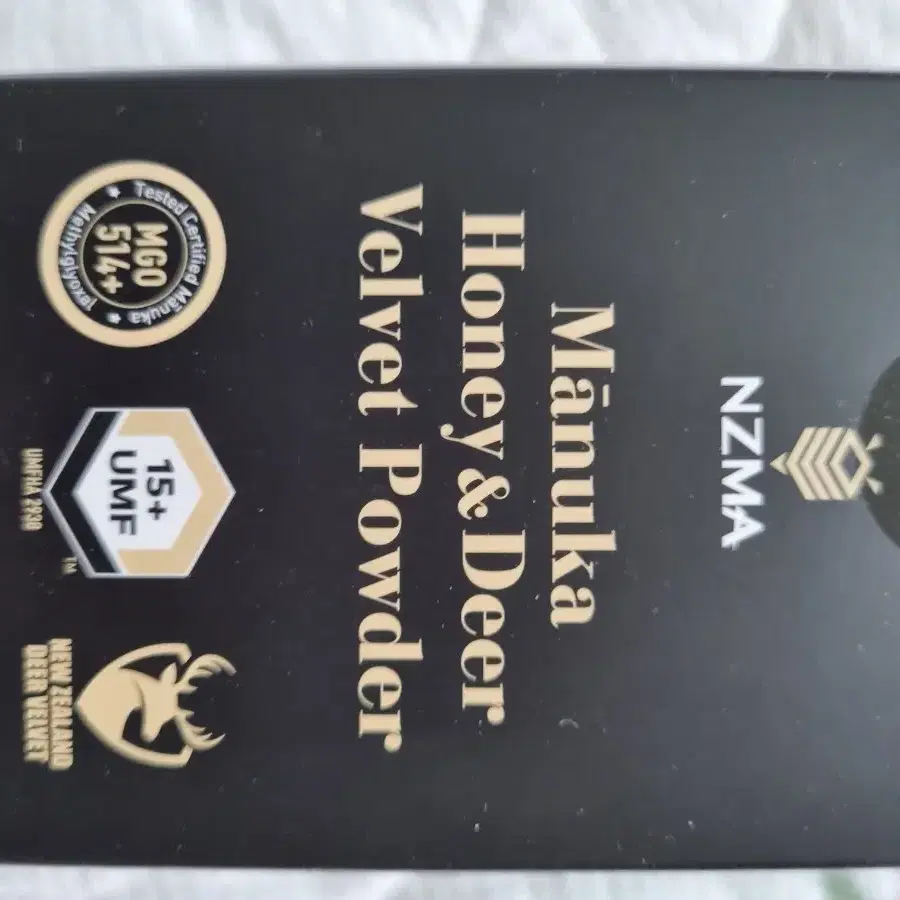 NZMA
Mānuka
Honey & Deer
Velvet Powder
Tested Certified Mānuka
MGO
514+
Methylglyoxal
15+
UMF
TM
UMFHA 2930
NEW ZEALAND
DEER VELVET